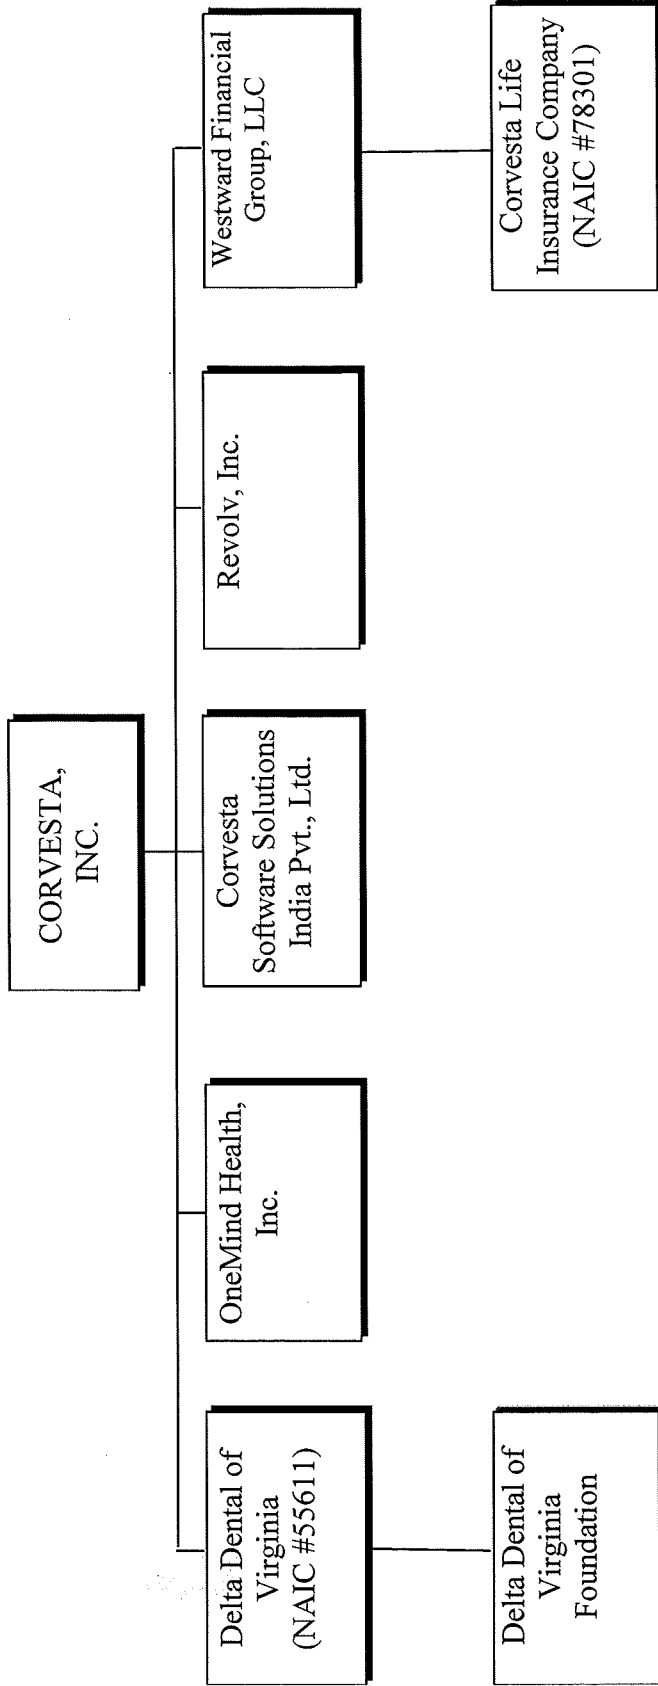 CORVESTA,
INC.
Delta Dental of
Virginia
(NAIC #55611)
OneMind Health,
Inc.
Corvesta
Software Solutions
India Pvt., Ltd.
Revolv, Inc.
Westward Financial
Group, LLC
Delta Dental of
Virginia
Foundation
Corvesta Life
Insurance Company
(NAIC #78301)